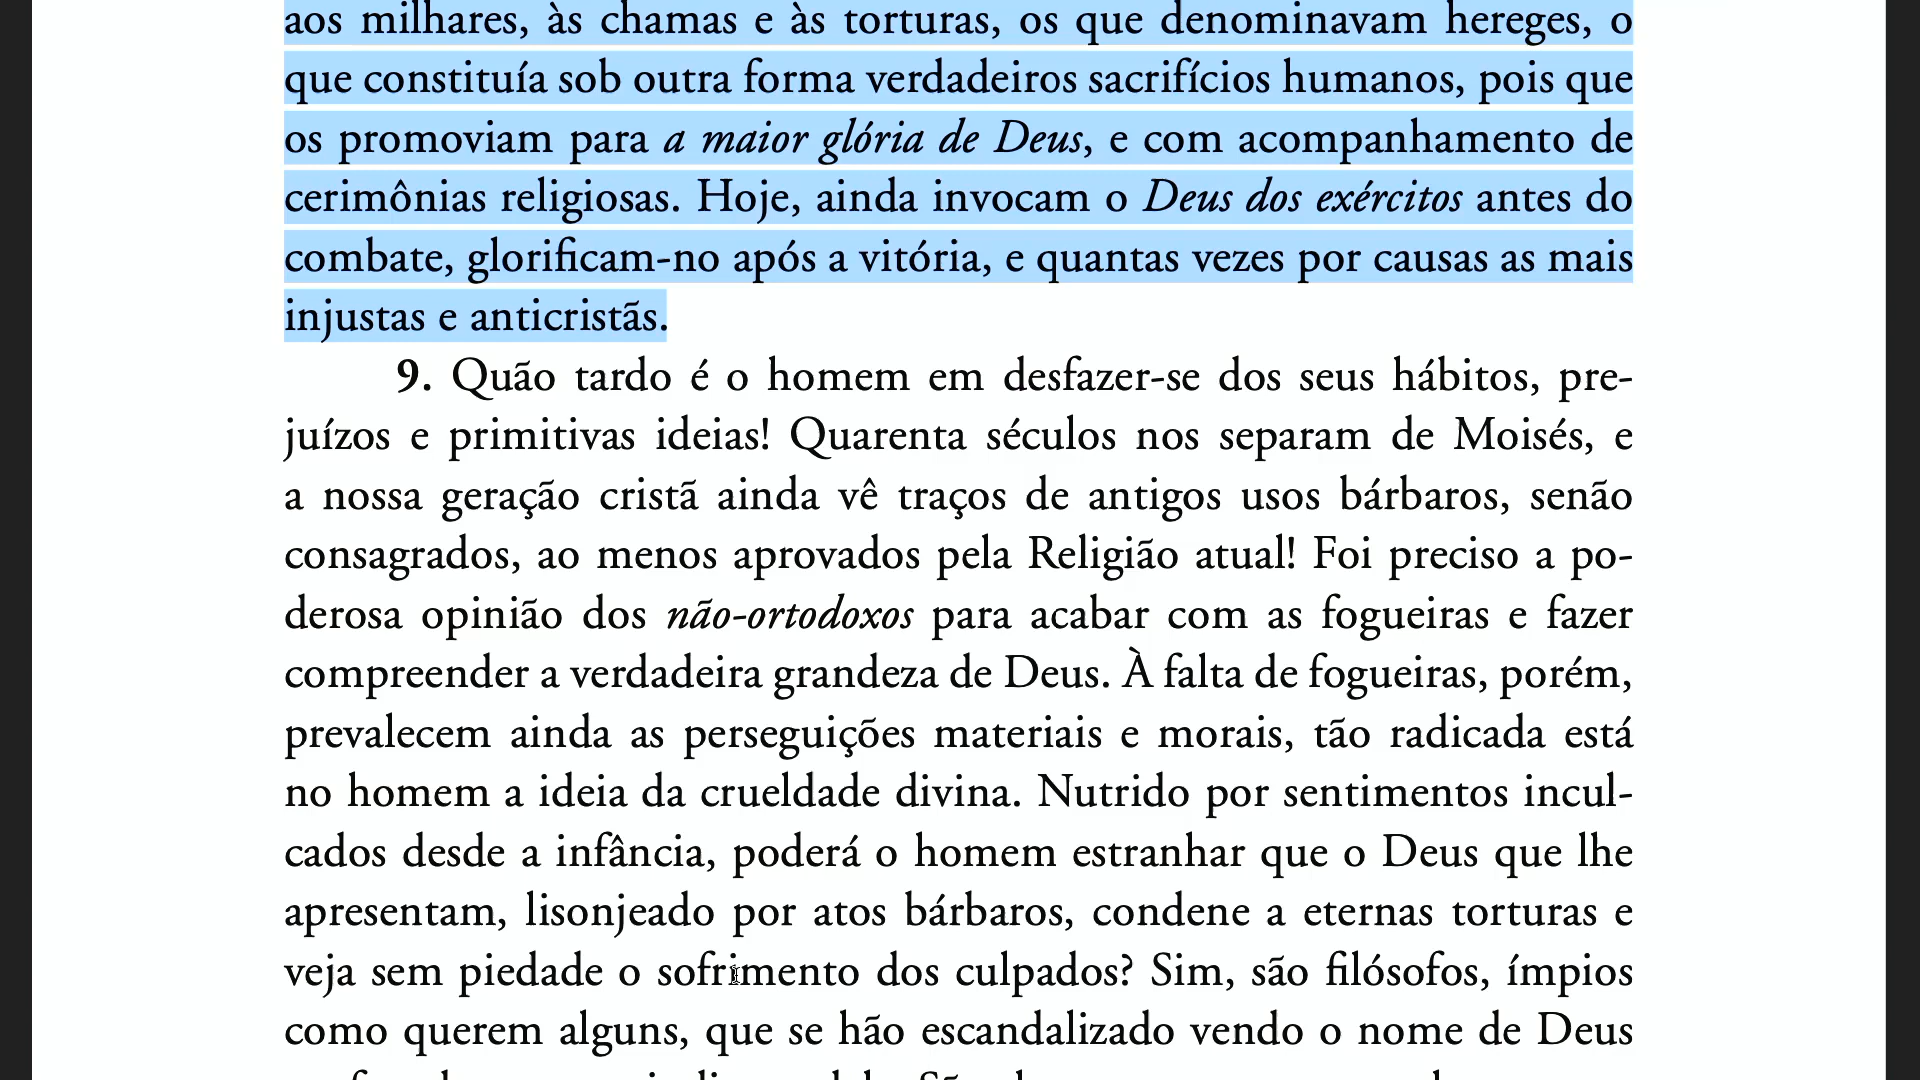 aos milhares, às chamas e às torturas, os que denominavam hereges, o
que constituía sob outra forma verdadeiros sacrifícios humanos, pois que
os promoviam para a maior glória de Deus, e com acompanhamento de
cerimônias religiosas. Hoje, ainda invocam o Deus dos exércitos antes do
combate, glorificam-no após a vitória, e quantas vezes por causas as mais
injustas e anticristãs.
9. Quão tardo é o homem em desfazer-se dos seus hábitos, pre-
juízos e primitivas ideias! Quarenta séculos nos separam de Moisés, e
a nossa geração cristã ainda vê traços de antigos usos bárbaros, senão
consagrados, ao menos aprovados pela Religião atual! Foi preciso a po-
derosa opinião dos não-ortodoxos para acabar com as fogueiras e fazer
compreender a verdadeira grandeza de Deus. À falta de fogueiras, porém,
prevalecem ainda as perseguições materiais e morais, tão radicada está
no homem a ideia da crueldade divina. Nutrido por sentimentos incul-
cados desde a infância, poderá o homem estranhar que o Deus que lhe
apresentam, lisonjeado por atos bárbaros, condene a eternas torturas e
veja sem piedade o sofrimento dos culpados? Sim, são filósofos, ímpios
como querem alguns, que se hão escandalizado vendo o nome de Deus